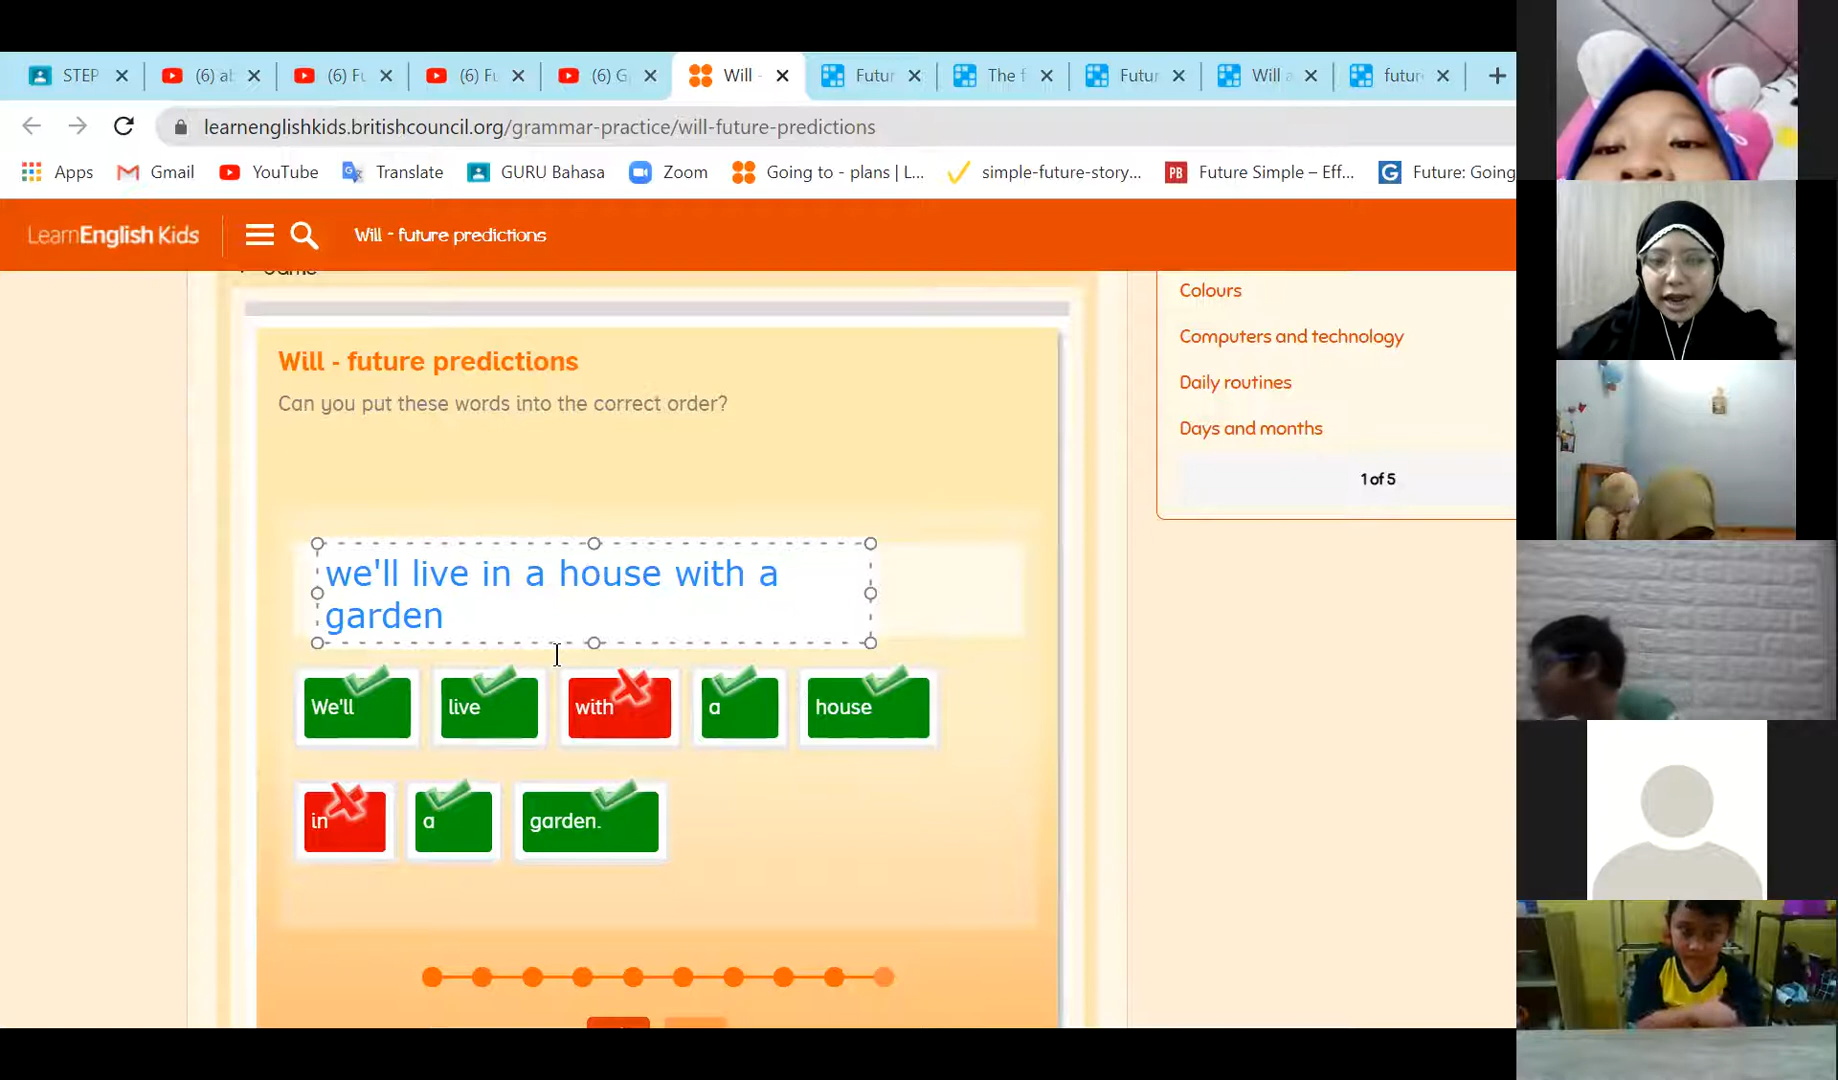 STEP (6) al (6) Fu (6) Fu (6) G Will - Futur The f Futur Will a future
learnenglishkids.britishcouncil.org/grammar-practice/will-future-predictions
Apps Gmail YouTube Translate GURU Bahasa Zoom Going to - plans | L... simple-future-story... PB Future Simple – Eff... G Future: Going
LearnEnglish Kids Will - future predictions
Colours
Computers and technology
Daily routines
Days and months
1 of 5
Will - future predictions
Can you put these words into the correct order?
we'll live in a house with a
garden
We'll live with a house
in a garden.